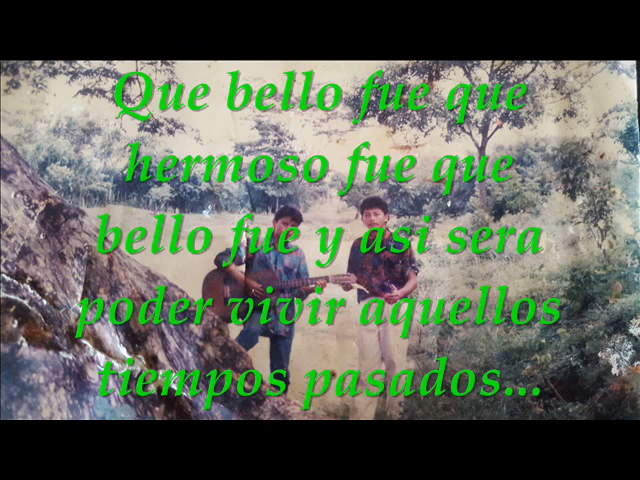 Que bello fue que
hermoso fue que
bello fue y asi sera
poder vivir aquellos
tiempos pasados...